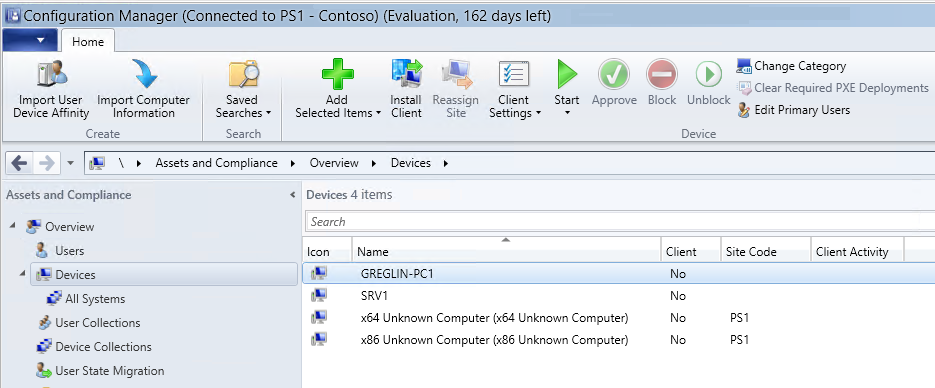 Configuration Manager (Connected to PS1 - Contoso) (Evaluation, 162 days left)
Home
Import User
Device Affinity
Import Computer
Information
Create
Saved
Searches
Search
Add
Selected Items
Install
Client
Reassign
Site
Client
Settings
Start
Approve
Block
Unblock
Change Category
Clear Required PXE Deployments
Edit Primary Users
Device
\ Assets and Compliance Overview Devices
Assets and Compliance
Overview
Users
Devices
All Systems
User Collections
Device Collections
User State Migration
Devices 4 items
Search
Icon Name Client Site Code Client Activity
GREGLIN-PC1 No
SRV1 No
x64 Unknown Computer (x64 Unknown Computer) No PS1
x86 Unknown Computer (x86 Unknown Computer) No PS1